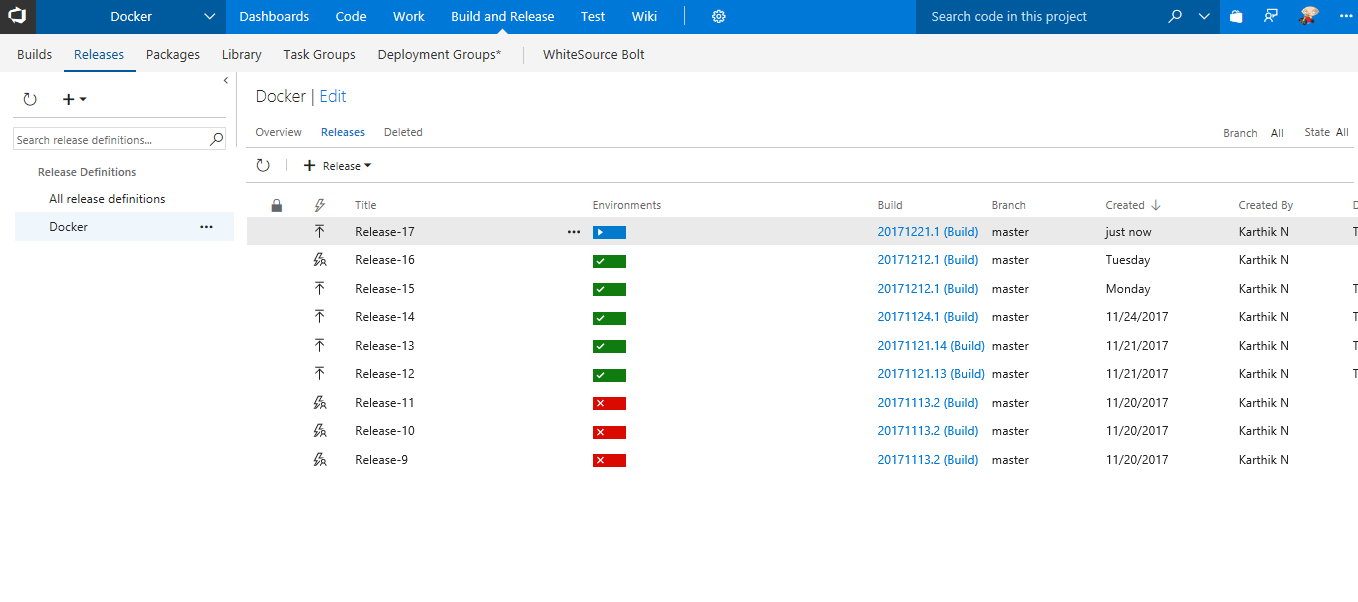 Docker Dashboards Code Work Build and Release Test Wiki Search code in this project
Builds Releases Packages Library Task Groups Deployment Groups* WhiteSource Bolt
Docker | Edit
Overview Releases Deleted Branch All State All
Search release definitions...
Release
Release Definitions
All release definitions
Docker
Title Environments Build Branch Created Created By D
Release-17 20171221.1 (Build) master just now Karthik N T
Release-16 20171212.1 (Build) master Tuesday Karthik N
Release-15 20171212.1 (Build) master Monday Karthik N T
Release-14 20171124.1 (Build) master 11/24/2017 Karthik N T
Release-13 20171121.14 (Build) master 11/21/2017 Karthik N T
Release-12 20171121.13 (Build) master 11/21/2017 Karthik N T
Release-11 20171113.2 (Build) master 11/20/2017 Karthik N
Release-10 20171113.2 (Build) master 11/20/2017 Karthik N
Release-9 20171113.2 (Build) master 11/20/2017 Karthik N